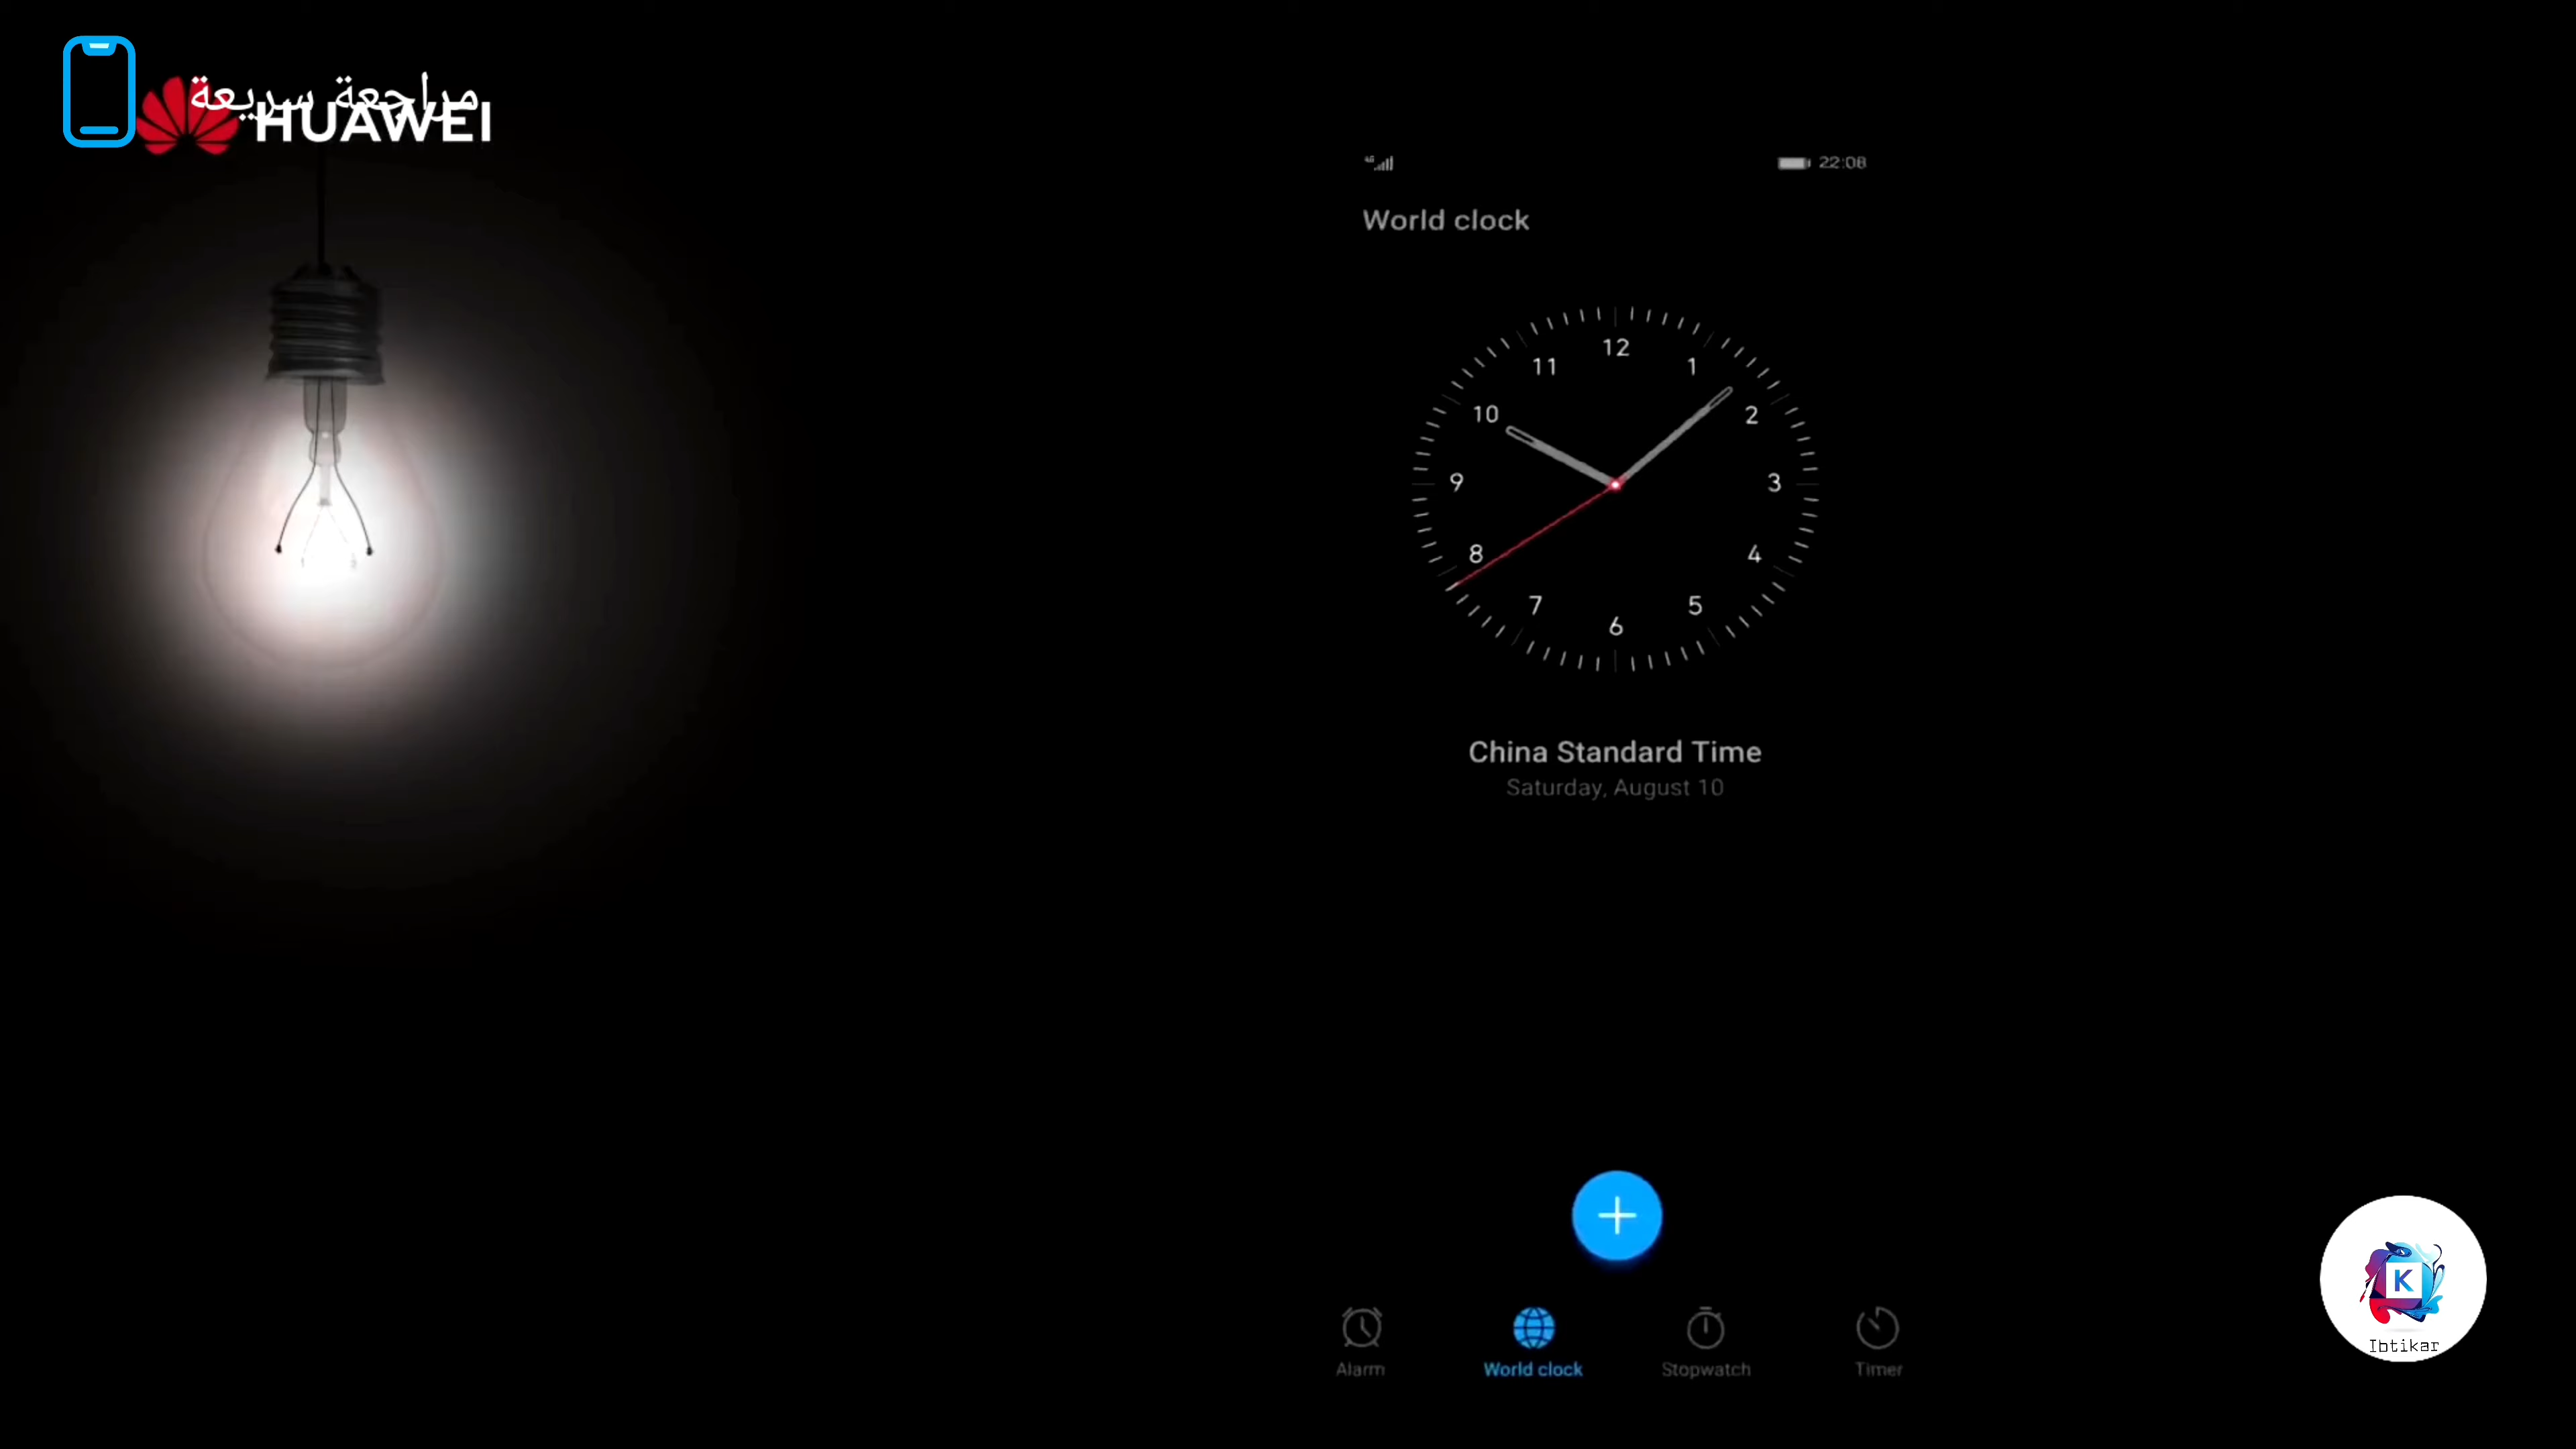 مراجعة سريعة
HUAWEI
4G
22:08
World clock
12
1
2
3
4
5
6
7
8
9
10
11
China Standard Time
Saturday, August 10
Alarm
World clock
Stopwatch
Timer
K
Ibtikar